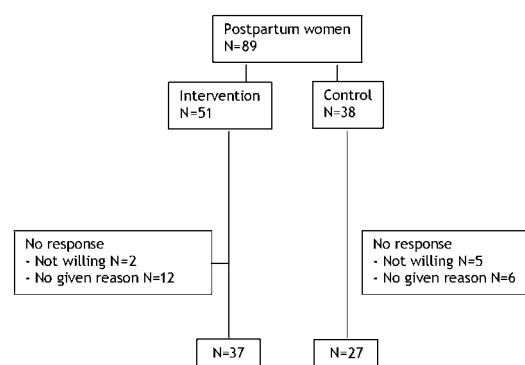 Postpartum women
N=89
Intervention
N=51
Control
N=38
No response
- Not willing N=2
- No given reason N=12
No response
- Not willing N=5
- No given reason N=6
N=37
N=27